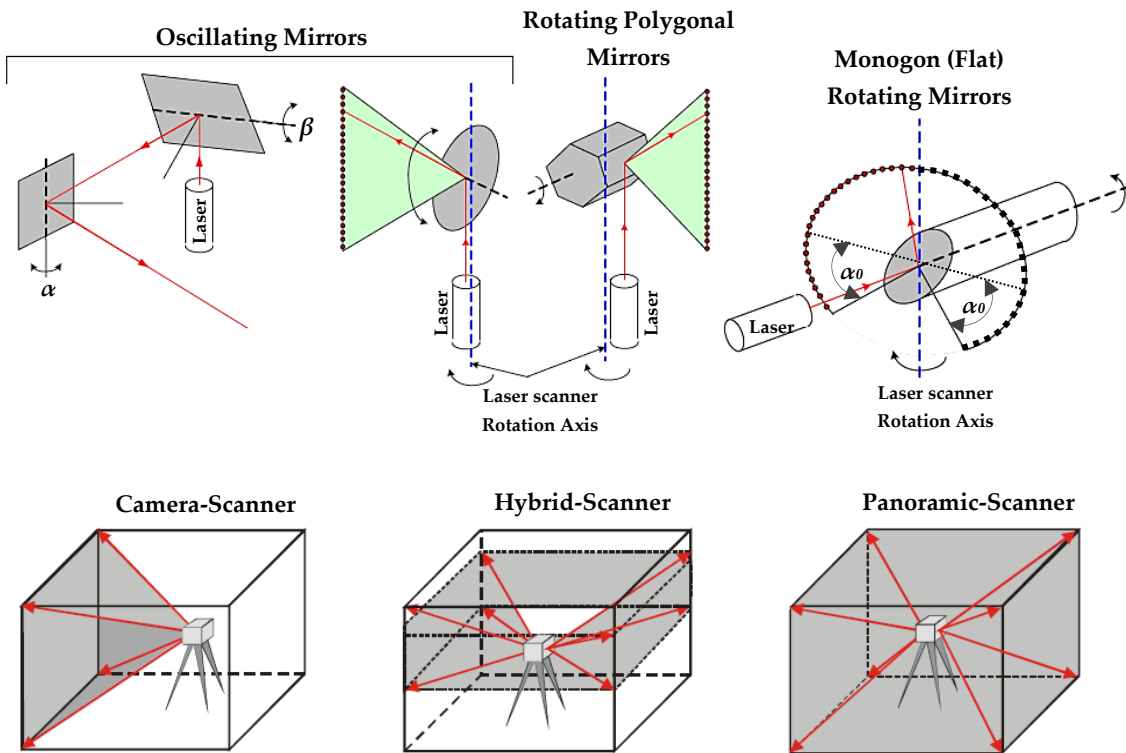 Oscillating Mirrors
Rotating Polygonal
Mirrors
Monogon (Flat)
Rotating Mirrors
β
Laser
α
Laser
Laser
α0
α0
Laser
Laser scanner
Rotation Axis
Laser scanner
Rotation Axis
Camera-Scanner
Hybrid-Scanner
Panoramic-Scanner